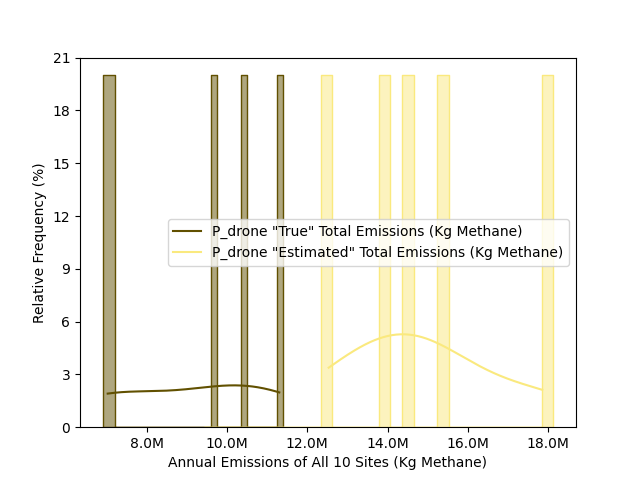 21
18
15
12
9
6
3
0
Relative Frequency (%)
P_drone "True" Total Emissions (Kg Methane)
P_drone "Estimated" Total Emissions (Kg Methane)
8.0M 10.0M 12.0M 14.0M 16.0M 18.0M
Annual Emissions of All 10 Sites (Kg Methane)